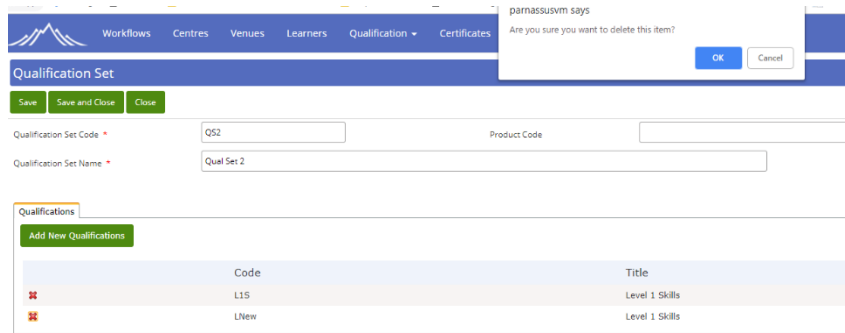 parnassusvm says
Are you sure you want to delete this item?
OK Cancel
Workflows Centres Venues Learners Qualification Certificates
Qualification Set
Save Save and Close Close
Qualification Set Code * QS2 Product Code
Qualification Set Name * Qual Set 2
Qualifications
Add New Qualifications
Code Title
L1S Level 1 Skills
LNew Level 1 Skills